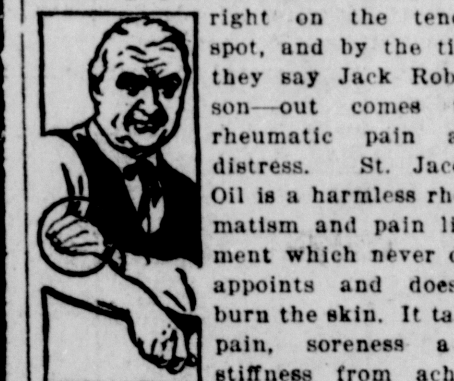 right on the ten
spot, and by the ti
they say Jack Rob
son—out comes
rheumatic pain a
distress. St. Jac
Oil is a harmless rh
matism and pain li
ment which never
appoints and does
burn the skin. It ta
pain, soreness a
stiffness from ach